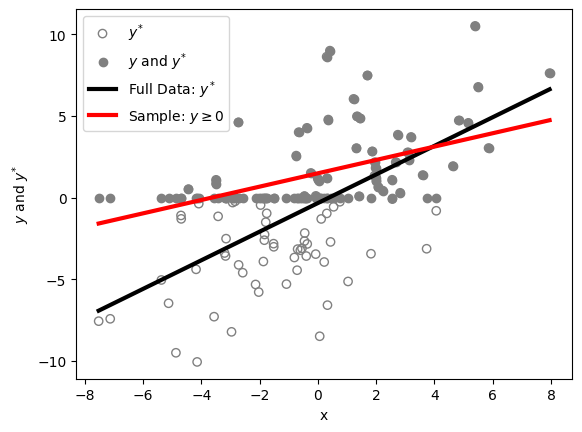 y*
y and y*
Full Data: y*
Sample: y ≥ 0
10
5
0
−5
−10
y and y*
−8 −6 −4 −2 0 2 4 6 8
x